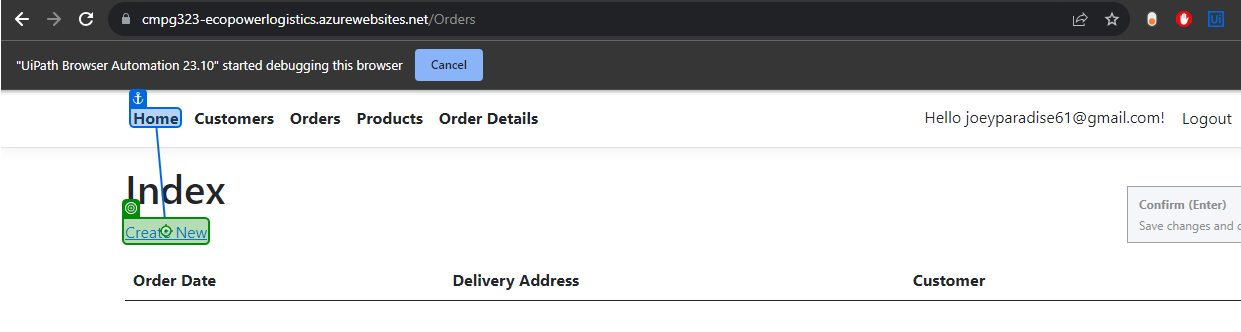 cmpg323-ecopowerlogistics.azurewebsites.net/Orders
Ui
"UiPath Browser Automation 23.10" started debugging this browser
Cancel
Home Customers Orders Products Order Details Hello joeyparadise61@gmail.com! Logout
Index
Confirm (Enter)
Save changes and
Create New
Order Date Delivery Address Customer